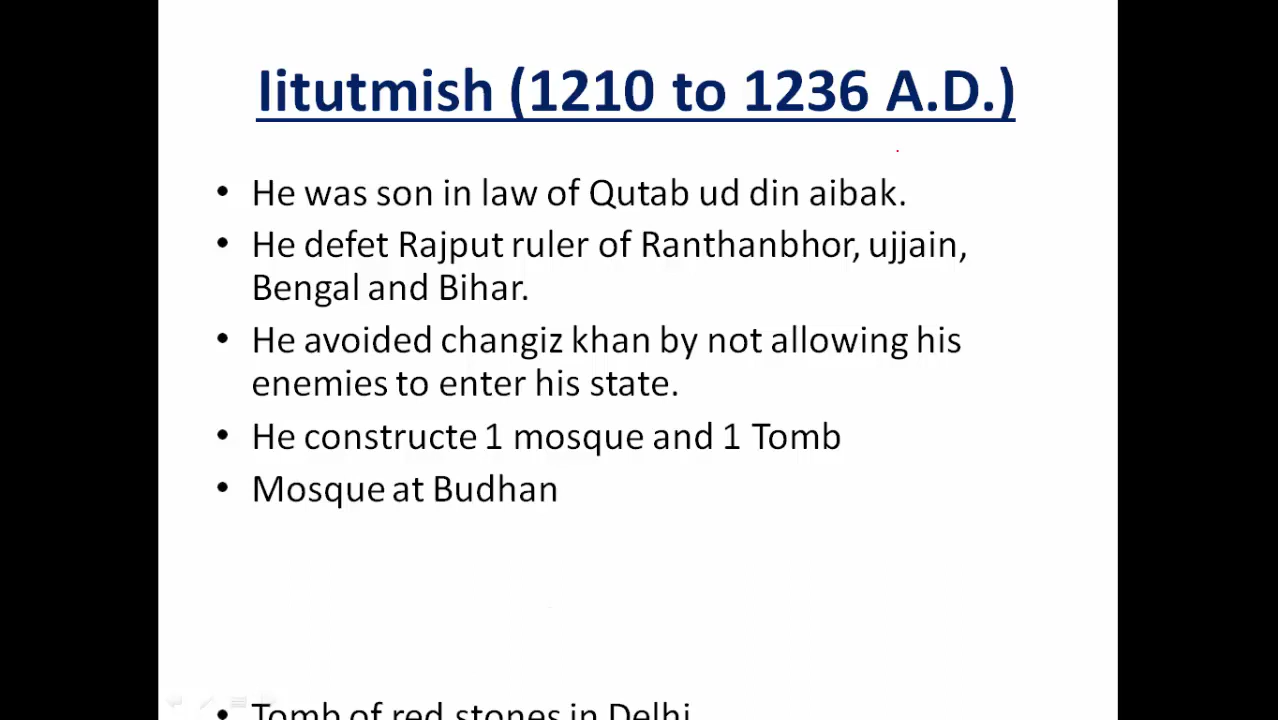 Iitutmish (1210 to 1236 A.D.)
• He was son in law of Qutab ud din aibak.
• He defet Rajput ruler of Ranthanbhor, ujjain,
Bengal and Bihar.
• He avoided changiz khan by not allowing his
enemies to enter his state.
• He constructe 1 mosque and 1 Tomb
• Mosque at Budhan
• Tomb of red stones in Delhi